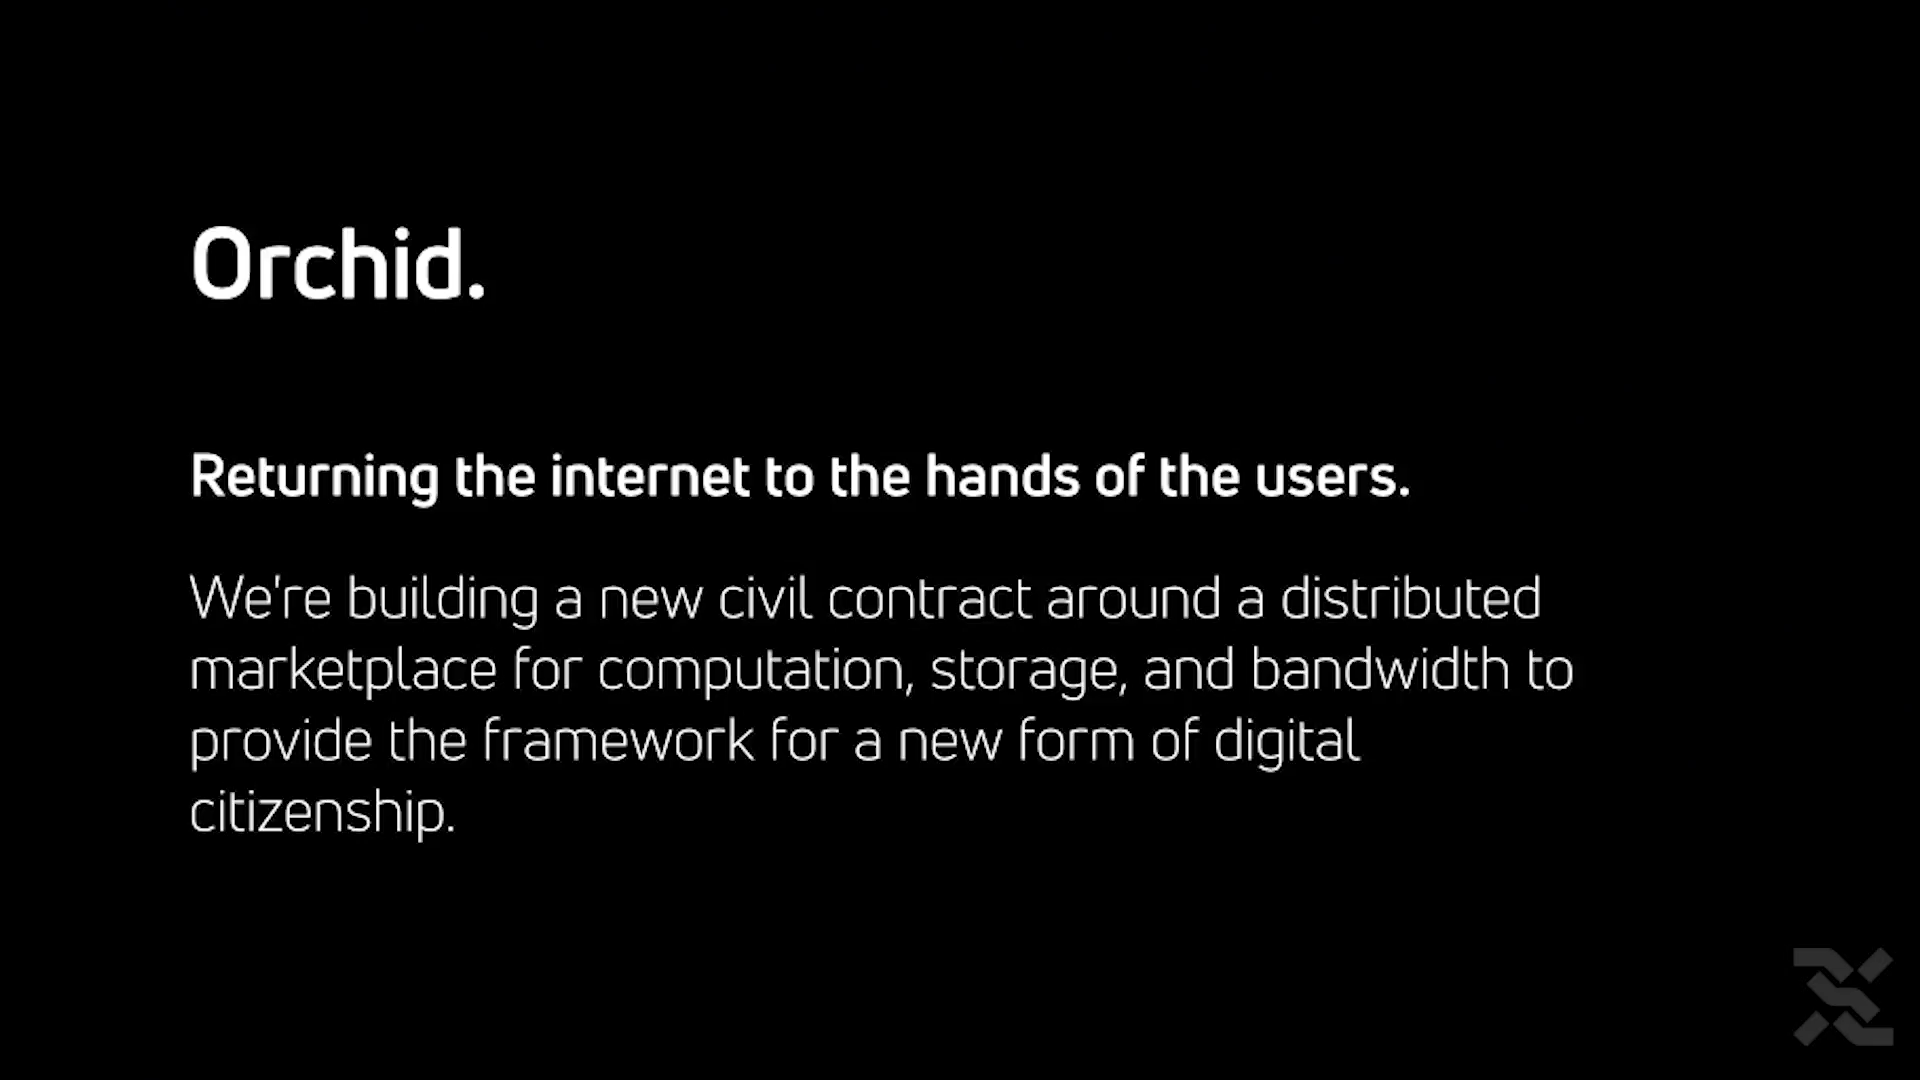 Orchid.
Returning the internet to the hands of the users.
We're building a new civil contract around a distributed
marketplace for computation, storage, and bandwidth to
provide the framework for a new form of digital
citizenship.